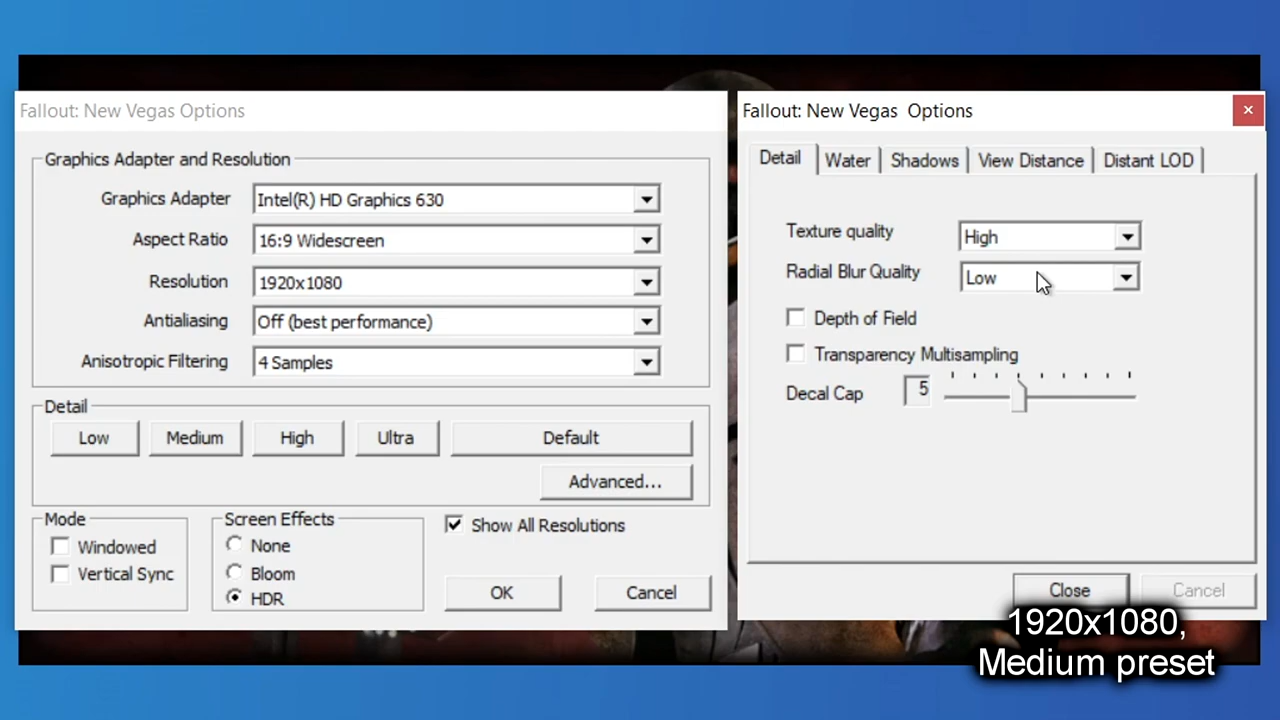 Fallout: New Vegas Options
Graphics Adapter and Resolution
Graphics Adapter Intel(R) HD Graphics 630
Aspect Ratio 16:9 Widescreen
Resolution 1920x1080
Antialiasing Off (best performance)
Anisotropic Filtering 4 Samples
Detail
Low Medium High Ultra Default
Advanced...
Mode
Windowed
Vertical Sync
Screen Effects
None
Bloom
HDR
Show All Resolutions
OK Cancel
Fallout: New Vegas Options
Detail Water Shadows View Distance Distant LOD
Texture quality High
Radial Blur Quality Low
Depth of Field
Transparency Multisampling
Decal Cap 5
Close Cancel
1920x1080,
Medium preset